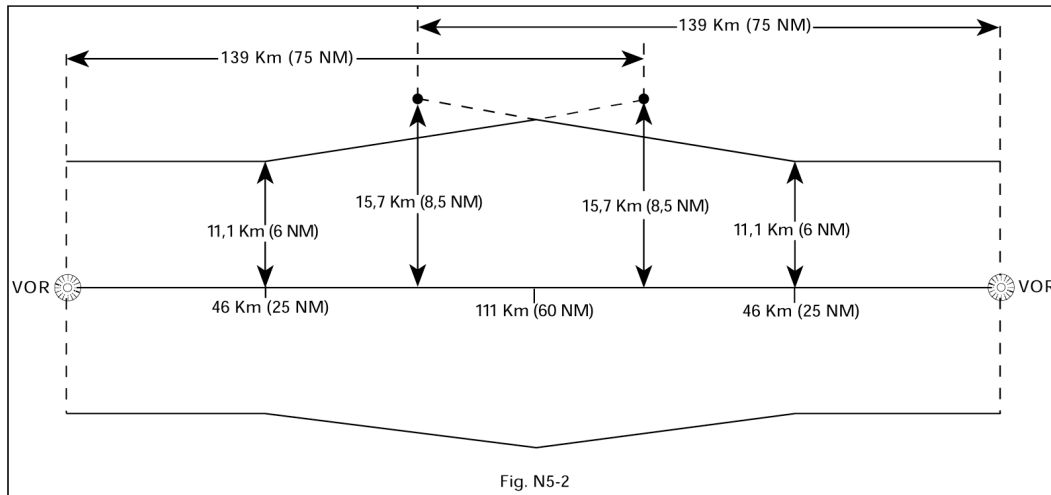 139 Km (75 NM)
139 Km (75 NM)
15,7 Km (8,5 NM)
15,7 Km (8,5 NM)
11,1 Km (6 NM)
11,1 Km (6 NM)
VOR
VOR
46 Km (25 NM)
111 Km (60 NM)
46 Km (25 NM)
Fig. N5-2